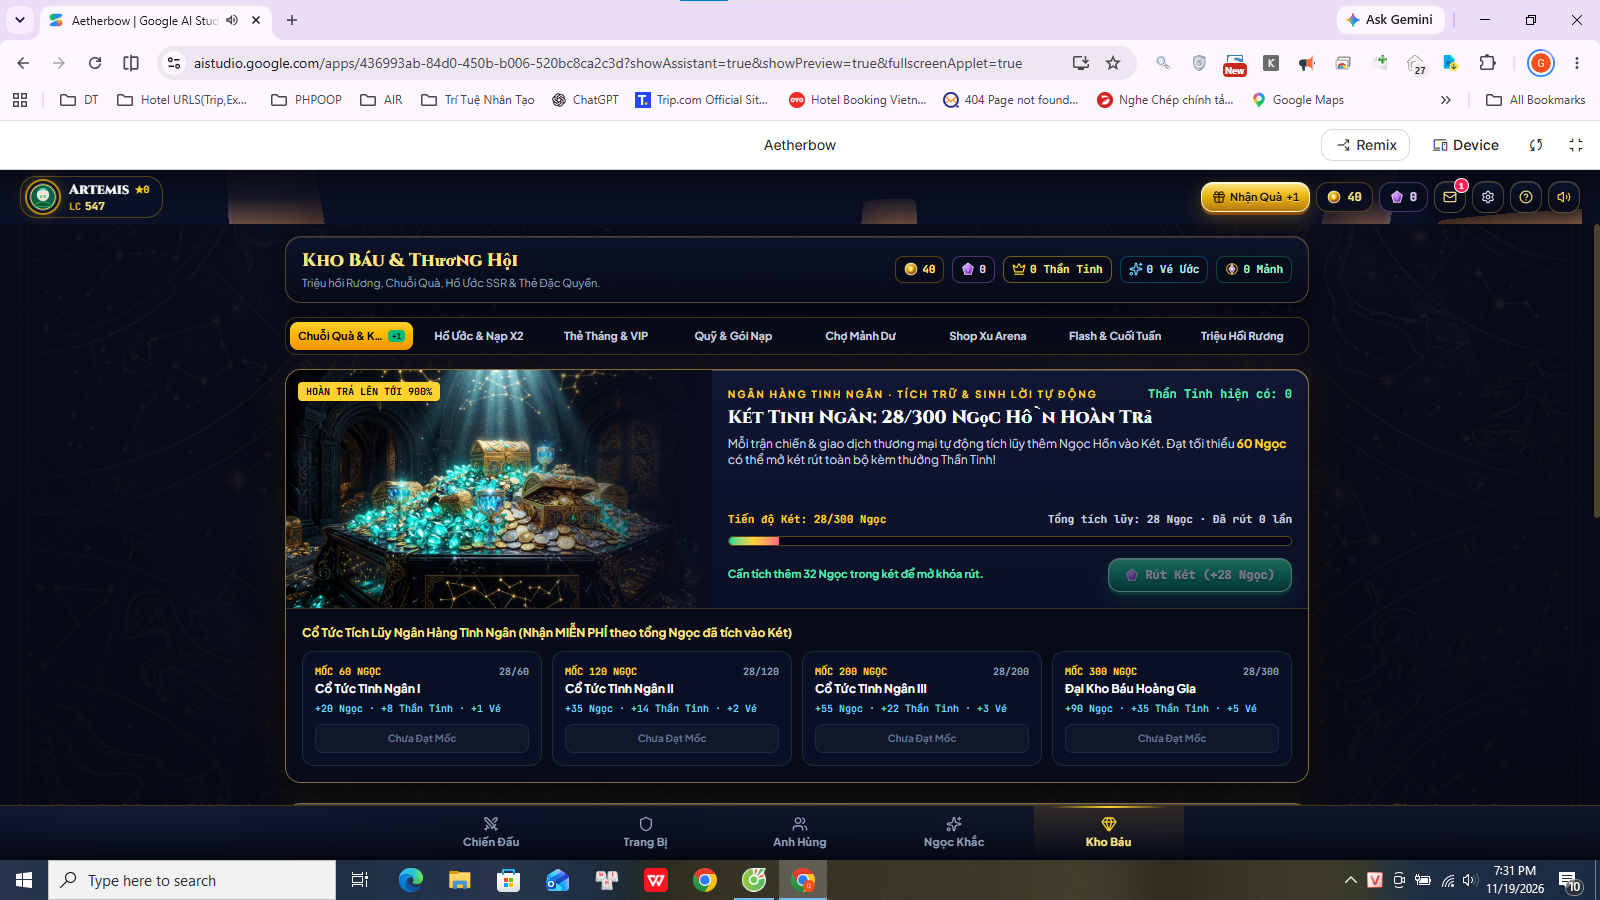 Aetherbow | Google AI Stud
Ask Gemini
aistudio.google.com/apps/436993ab-84d0-450b-b006-520bc8ca2c3d?showAssistant=true&showPreview=true&fullscreenApplet=true
New
K
27
G
DT
Hotel URLS(Trip,Ex...
PHPOOP
AIR
Trí Tuệ Nhân Tạo
ChatGPT
Trip.com Official Sit...
OYO Hotel Booking Vietn...
404 Page not found...
Nghe Chép chính tả...
Google Maps
All Bookmarks
Aetherbow
Remix
Device
Artemis ★0
LC 547
Nhận Quà +1
40
0
1
Kho Báu & Thương Hội
Triệu hồi Rương, Chuỗi Quà, Hồ Ước SSR & Thẻ Đặc Quyền.
40
0
0 Thần Tinh
0 Vé Ước
0 Mảnh
Chuỗi Quà & K... +1
Hồ Ước & Nạp X2
Thẻ Tháng & VIP
Quỹ & Gói Nạp
Chợ Mảnh Dư
Shop Xu Arena
Flash & Cuối Tuần
Triệu Hồi Rương
HOÀN TRẢ LÊN TỚI 900%
NGÂN HÀNG TINH NGÂN · TÍCH TRỮ & SINH LỜI TỰ ĐỘNG
Thần Tinh hiện có: 0
Két Tinh Ngân: 28/300 Ngọc Hồn Hoàn Trả
Mỗi trận chiến & giao dịch thương mại tự động tích lũy thêm Ngọc Hồn vào Két. Đạt tối thiểu 60 Ngọc
có thể mở két rút toàn bộ kèm thưởng Thần Tinh!
Tiến độ Két: 28/300 Ngọc
Tổng tích lũy: 28 Ngọc · Đã rút 0 lần
Cần tích thêm 32 Ngọc trong két để mở khóa rút.
Rút Két (+28 Ngọc)
Cổ Tức Tích Lũy Ngân Hàng Tinh Ngân (Nhận MIỄN PHÍ theo tổng Ngọc đã tích vào Két)
MỐC 60 NGỌC
28/60
Cổ Tức Tinh Ngân I
+20 Ngọc · +8 Thần Tinh · +1 Vé
Chưa Đạt Mốc
MỐC 120 NGỌC
28/120
Cổ Tức Tinh Ngân II
+35 Ngọc · +14 Thần Tinh · +2 Vé
Chưa Đạt Mốc
MỐC 200 NGỌC
28/200
Cổ Tức Tinh Ngân III
+55 Ngọc · +22 Thần Tinh · +3 Vé
Chưa Đạt Mốc
MỐC 300 NGỌC
28/300
Đại Kho Báu Hoàng Gia
+90 Ngọc · +35 Thần Tinh · +5 Vé
Chưa Đạt Mốc
Chiến Đấu
Trang Bị
Anh Hùng
Ngọc Khắc
Kho Báu
Type here to search
7:31 PM
11/19/2026
10